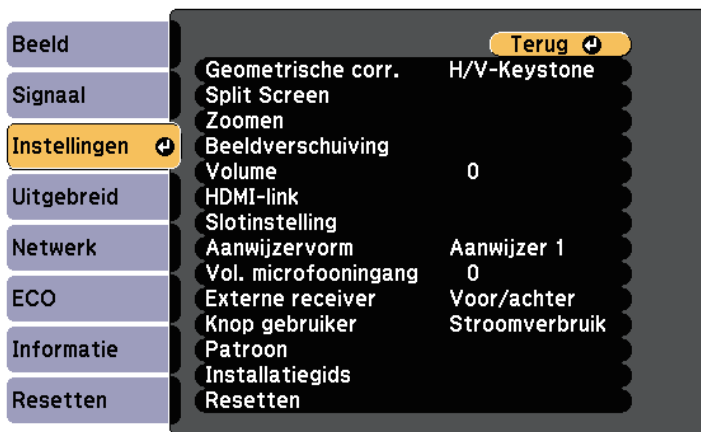 Beeld
Signaal
Instellingen
Uitgebreid
Netwerk
ECO
Informatie
Resetten
Terug
Geometrische corr. H/V-Keystone
Split Screen
Zoomen
Beeldverschuiving
Volume 0
HDMI-link
Slotinstelling
Aanwijzervorm Aanwijzer 1
Vol. microfooningang 0
Externe receiver Voor/achter
Knop gebruiker Stroomverbruik
Patroon
Installatiegids
Resetten